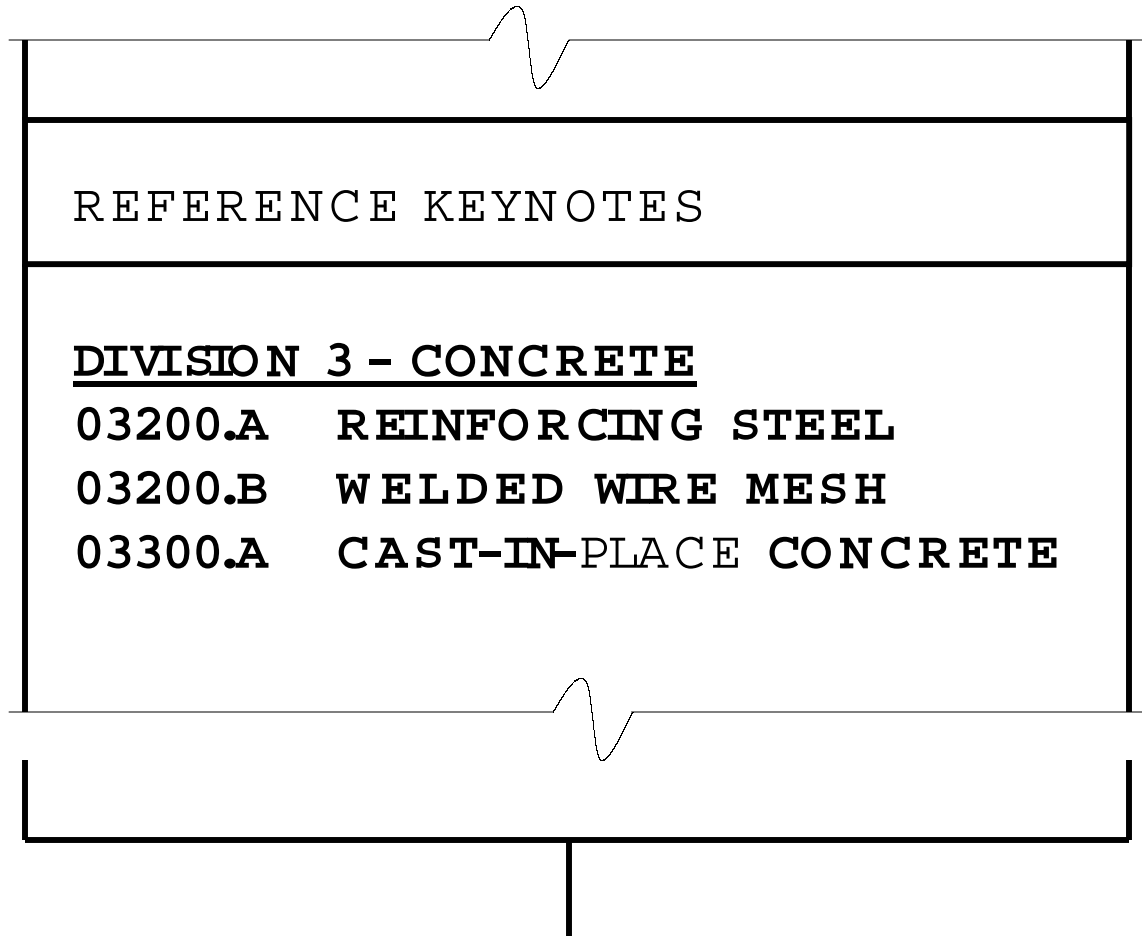 REFERENCE KEYNOTES
DIVISION 3 - CONCRETE
03200.A REINFORCING STEEL
03200.B WELDED WIRE MESH
03300.A CAST-IN-PLACE CONCRETE